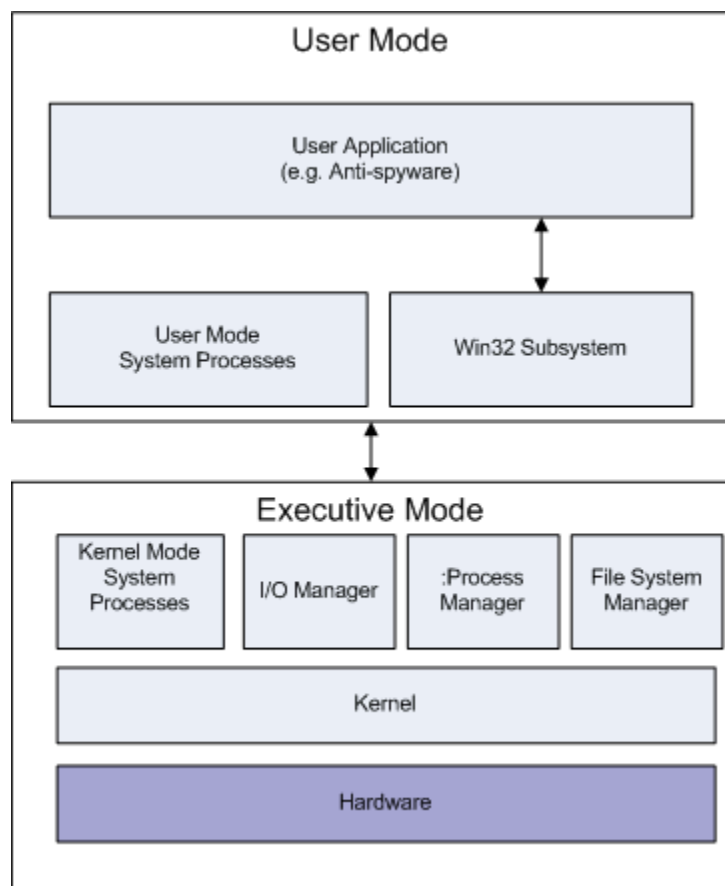 User Mode
User Application
(e.g. Anti-spyware)
User Mode
System Processes
Win32 Subsystem
Executive Mode
Kernel Mode
System
Processes
I/O Manager
:Process
Manager
File System
Manager
Kernel
Hardware